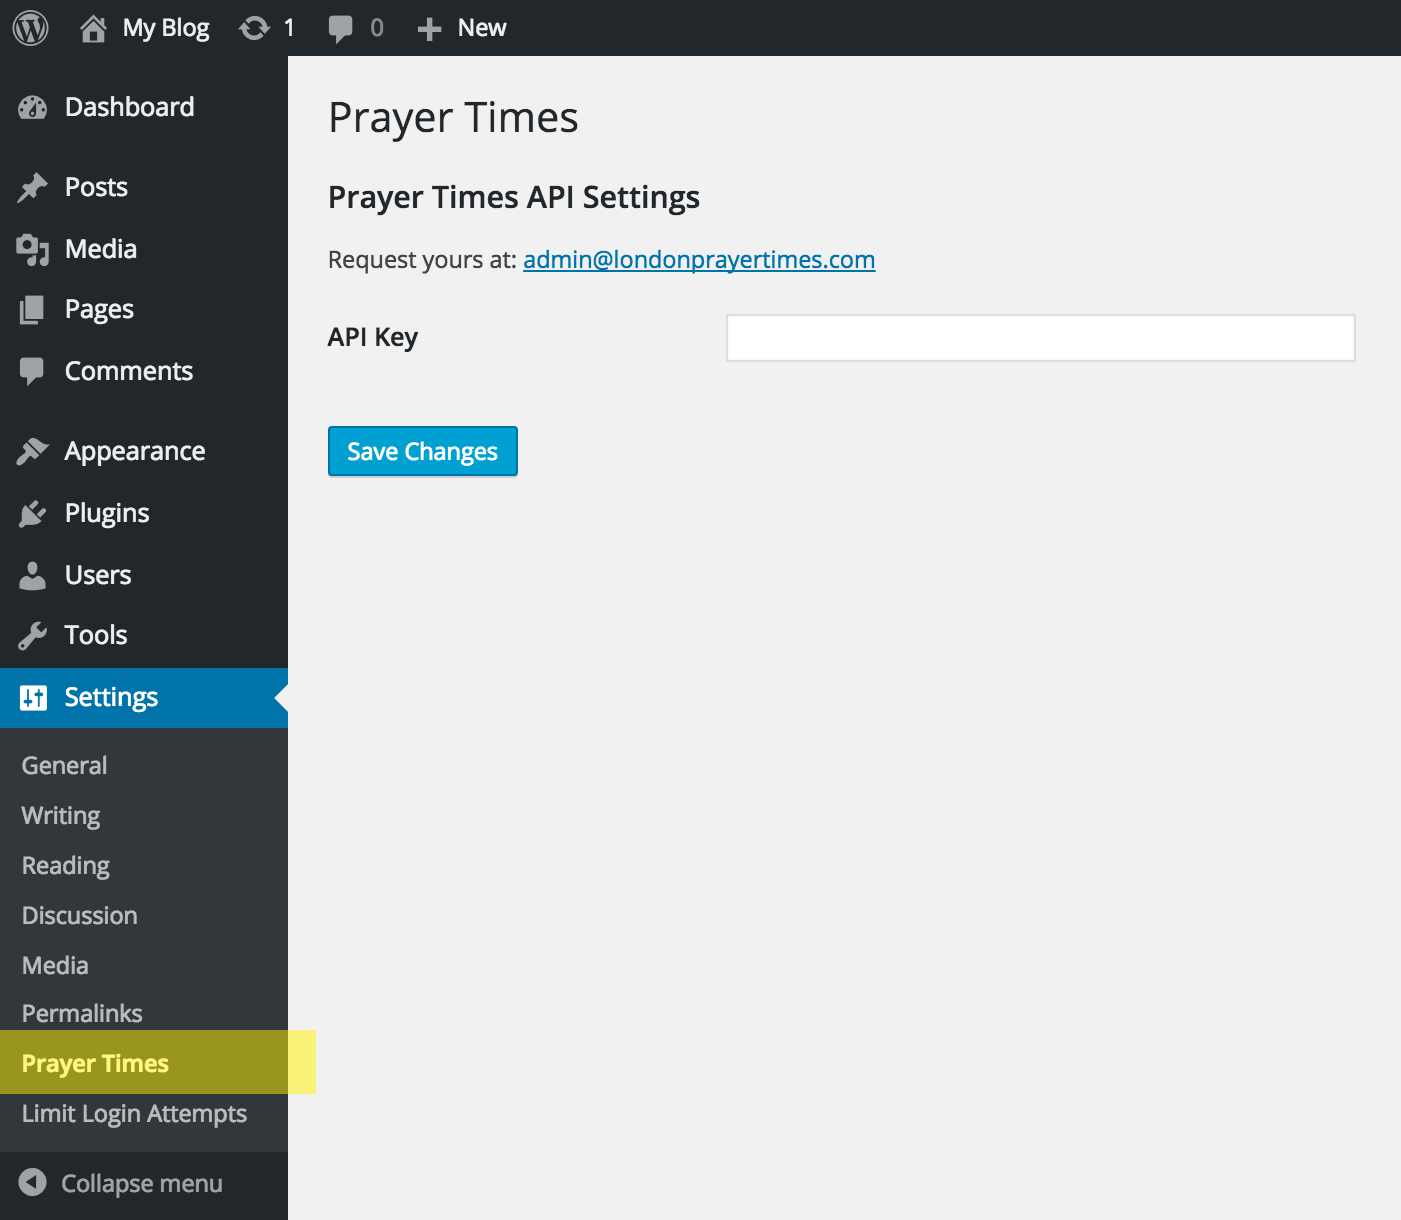 My Blog 1 0 New
Dashboard
Posts
Media
Pages
Comments
Appearance
Plugins
Users
Tools
Settings
General
Writing
Reading
Discussion
Media
Permalinks
Prayer Times
Limit Login Attempts
Collapse menu
Prayer Times
Prayer Times API Settings
Request yours at: admin@londonprayertimes.com
API Key
Save Changes